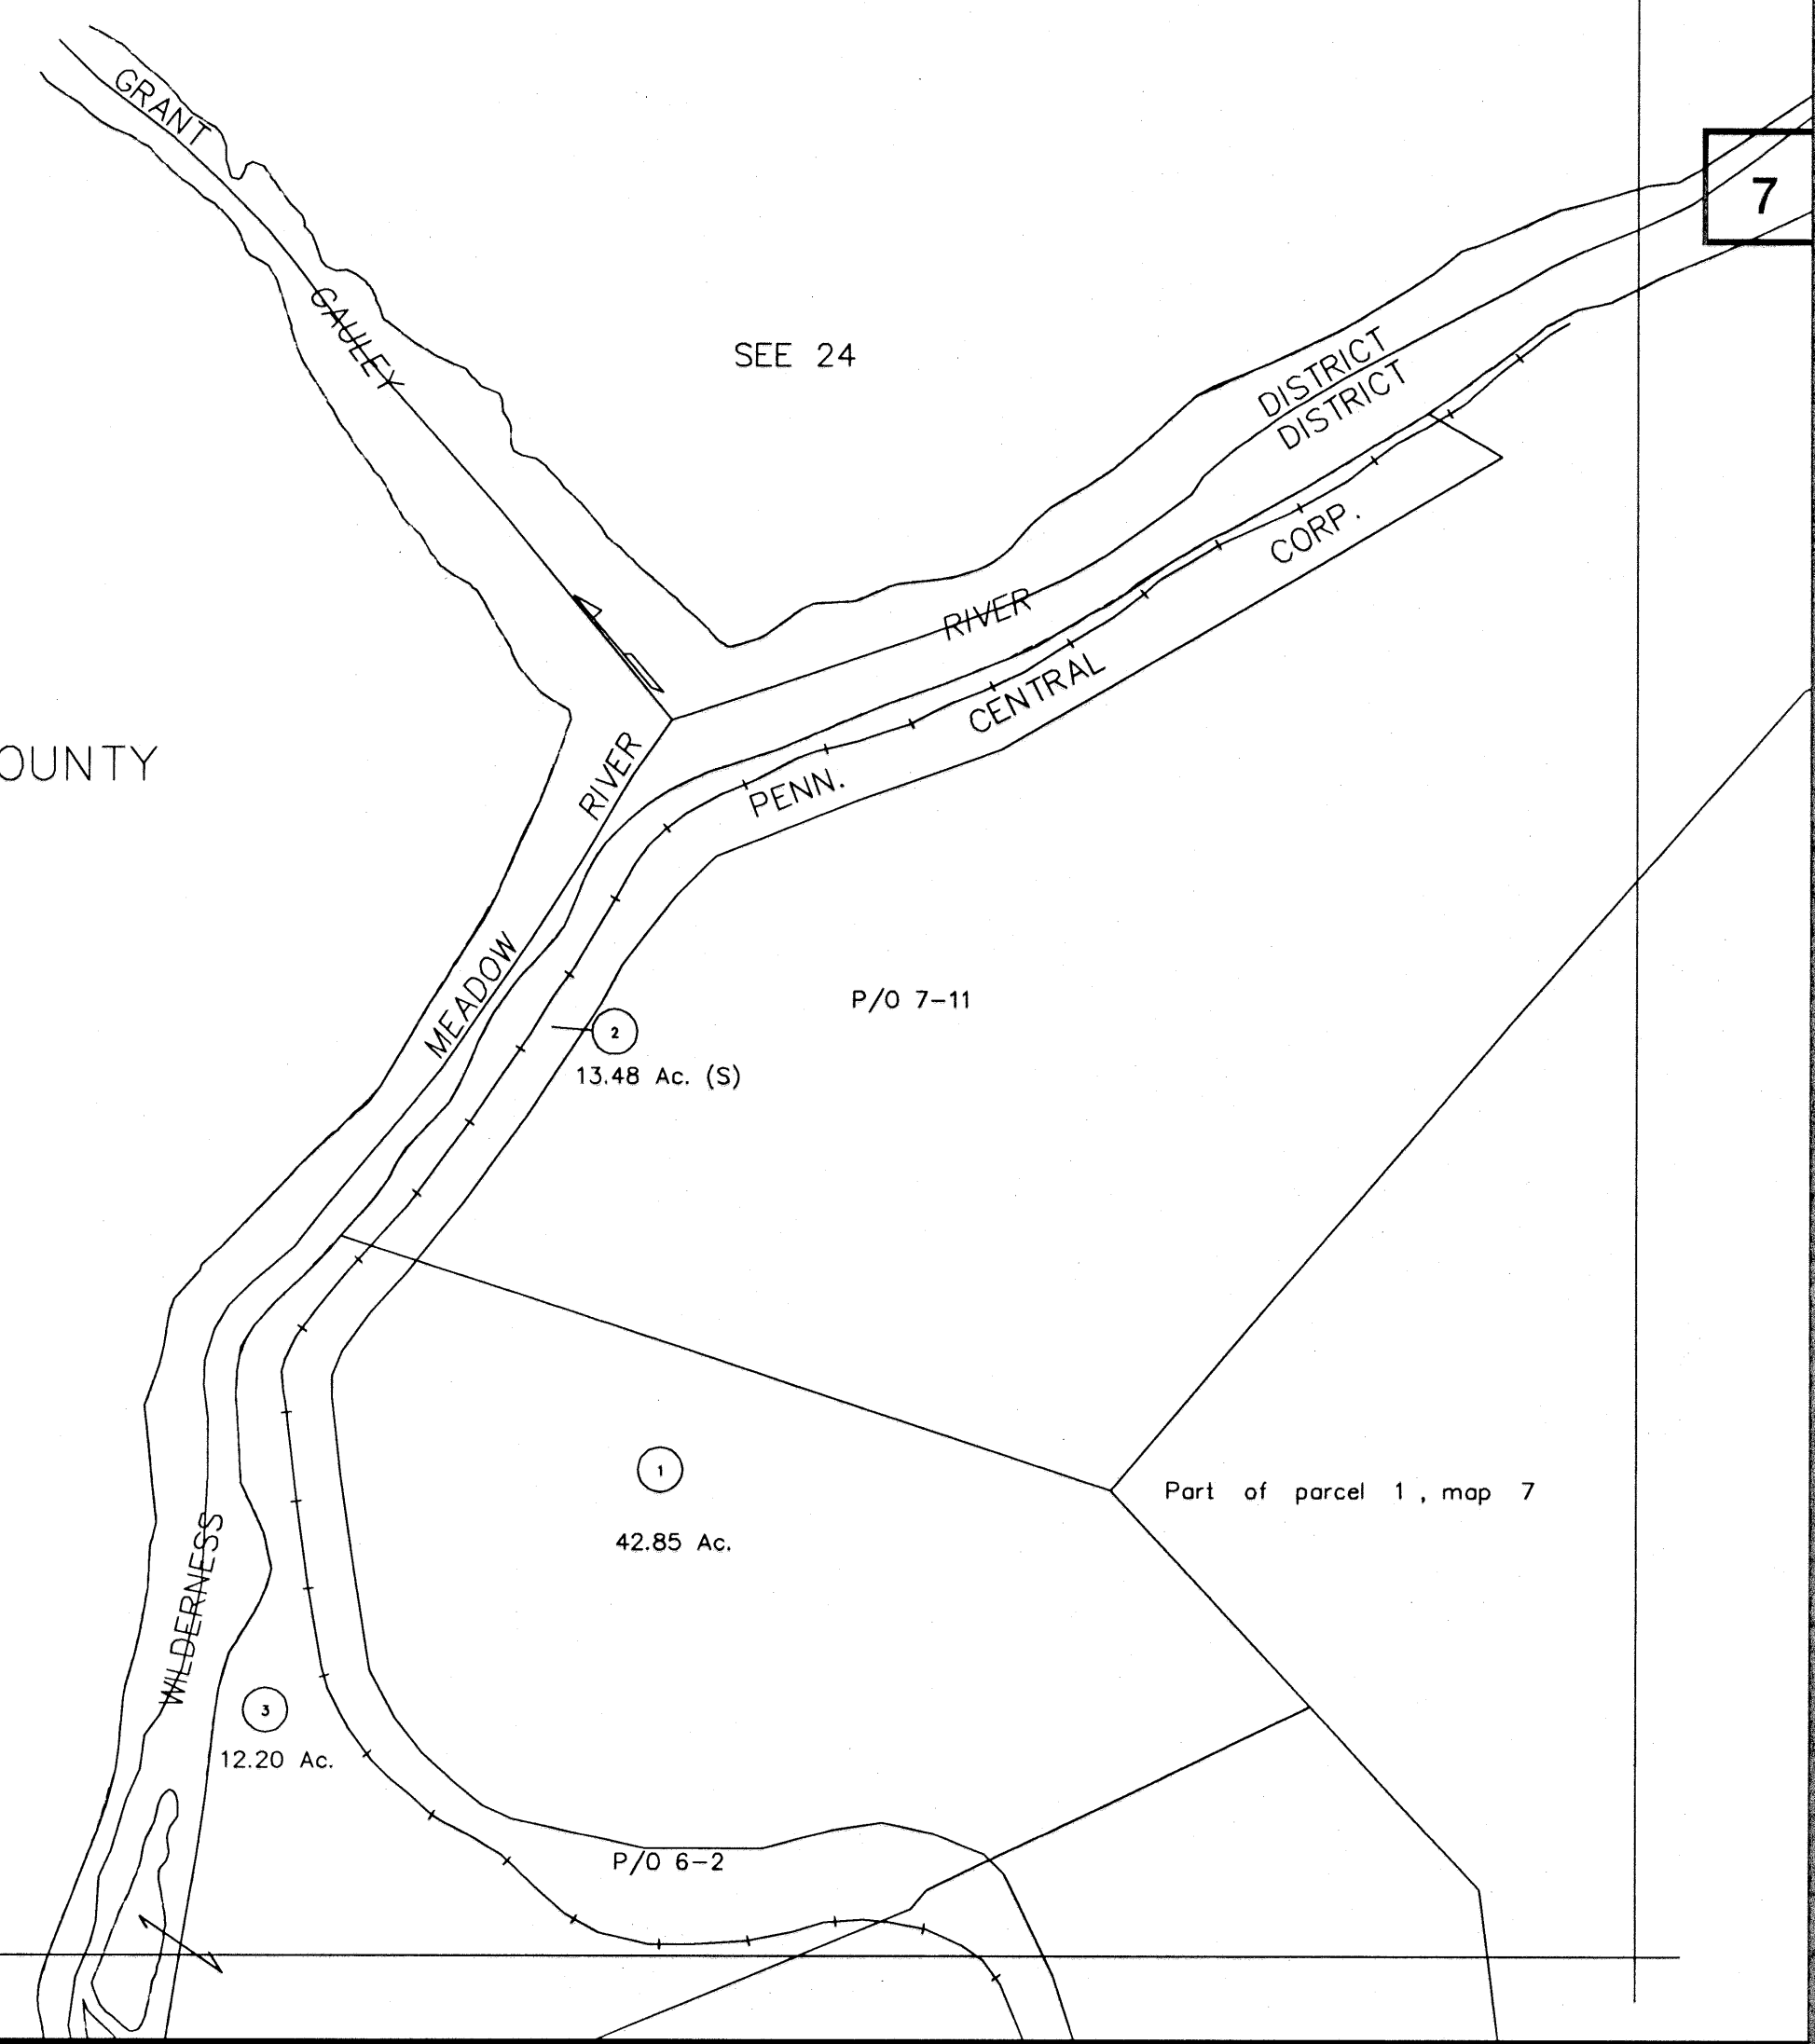 GRANT
7
GAULEY
SEE 24
DISTRICT
DISTRICT
CORP.
RIVER
CENTRAL
OUNTY
RIVER
PENN.
MEADOW
P/O 7-11
2
13.48 Ac. (S)
1
Part of parcel 1, map 7
42.85 Ac.
WILDERNESS
3
12.20 Ac.
P/O 6-2